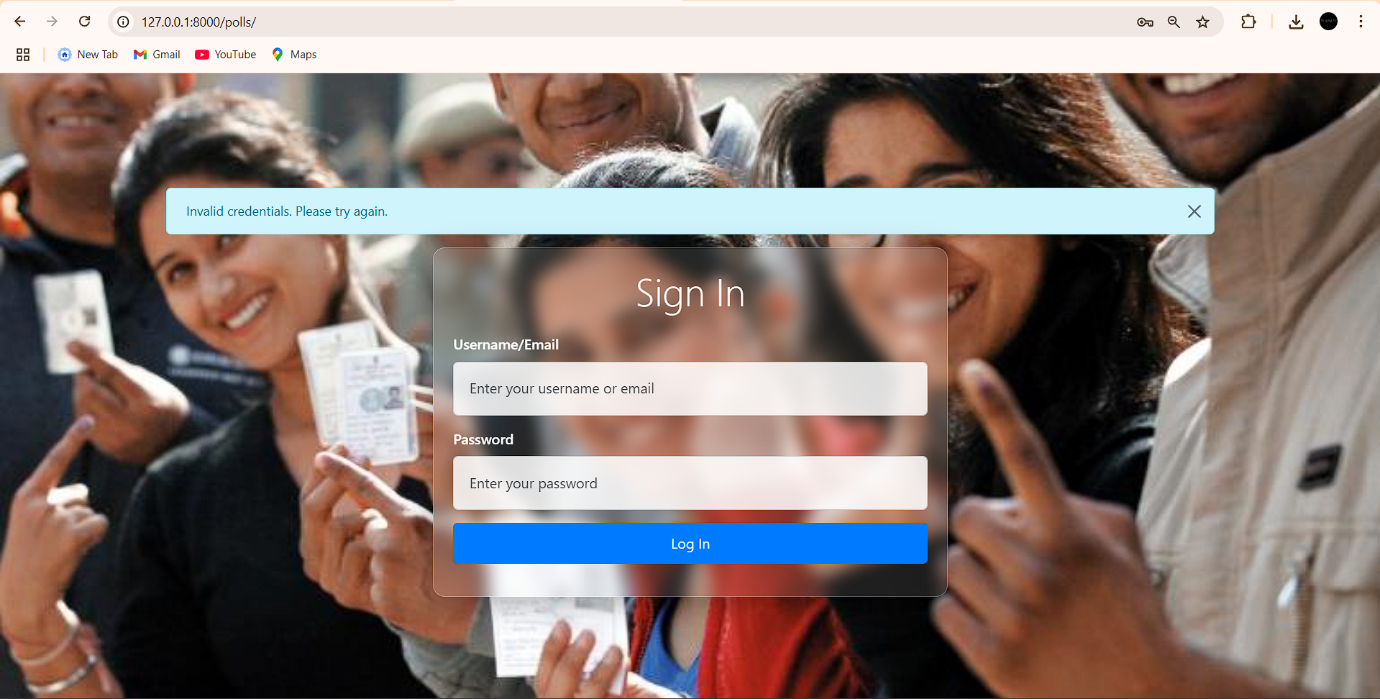 127.0.0.1:8000/polls/
New Tab Gmail YouTube Maps
Invalid credentials. Please try again.
Sign In
Username/Email
Enter your username or email
Password
Enter your password
Log In